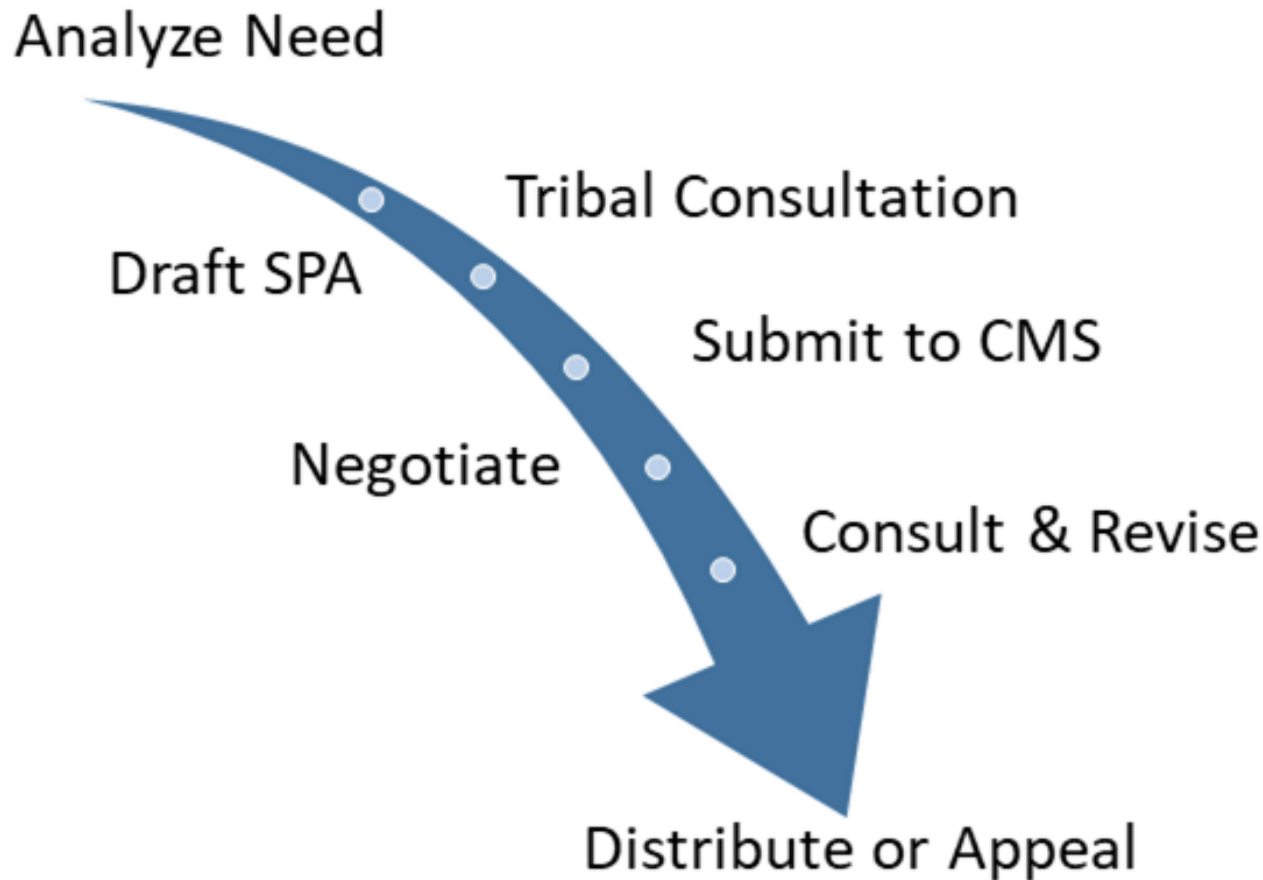 Analyze Need
Tribal Consultation
Draft SPA
Submit to CMS
Negotiate
Consult & Revise
Distribute or Appeal